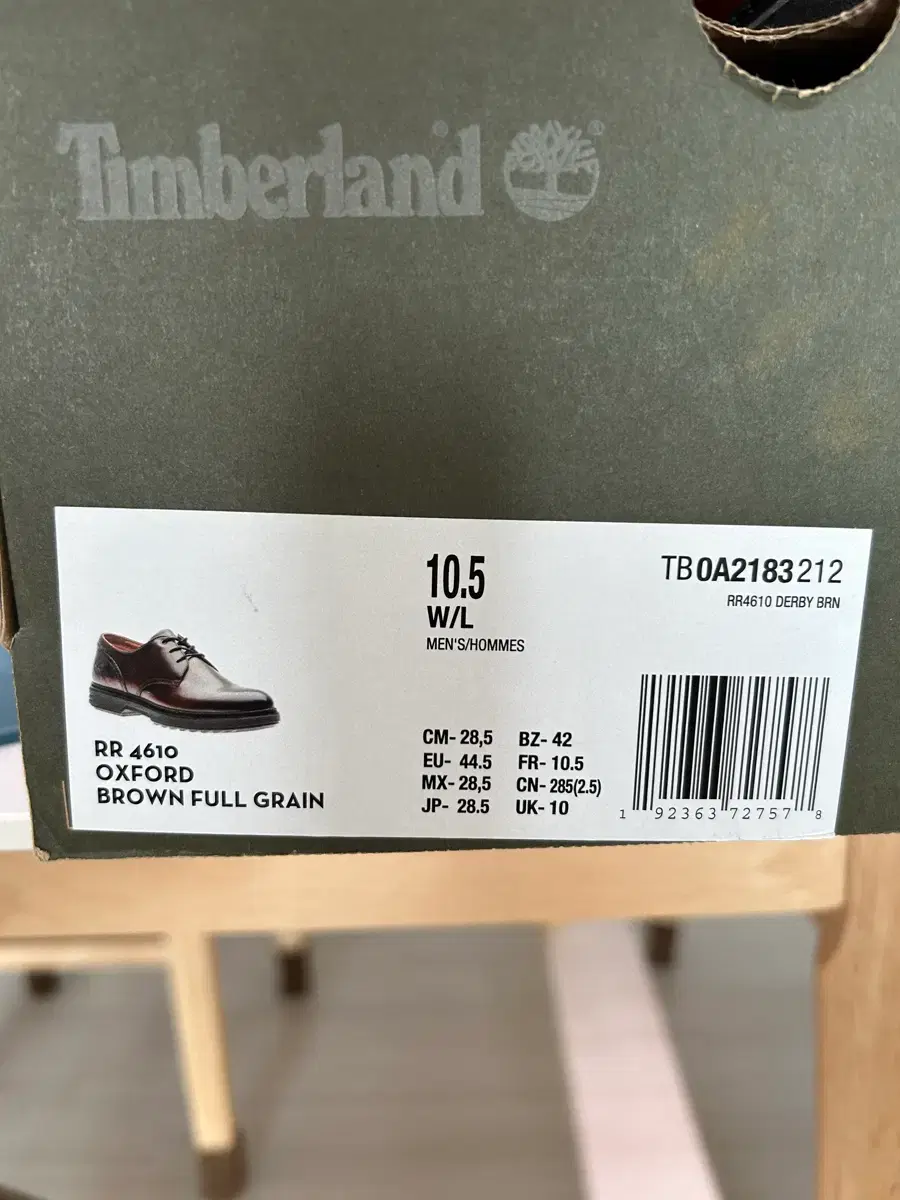 Timberland®
10.5
W/L
MEN'S/HOMMES
TB0A2183212
RR4610 DERBY BRN
RR 4610
OXFORD
BROWN FULL GRAIN
CM- 28,5 BZ- 42
EU- 44.5 FR- 10.5
MX- 28,5 CN- 285(2.5)
JP- 28.5 UK- 10
1 92363 72757 8